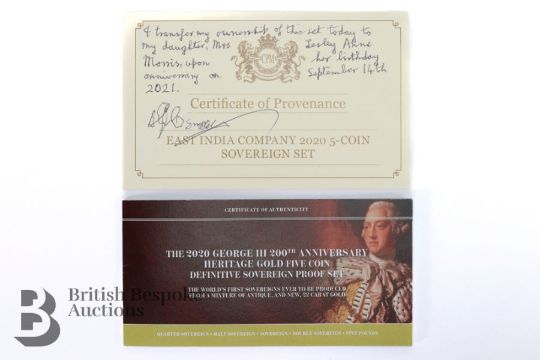 I transfer my ownership of this set today to
my daughter, Mrs Lesley Anne
Morris, upon her birthday
anniversary on September 14th
2021.
CPM
Certificate of Provenance
EAST INDIA COMPANY 2020 5-COIN
SOVEREIGN SET
CERTIFICATE OF AUTHENTICITY
THE 2020 GEORGE III 200TH ANNIVERSARY
HERITAGE GOLD FIVE COIN
DEFINITIVE SOVEREIGN PROOF SET
THE WORLD'S FIRST SOVEREIGNS EVER TO BE PRODUCED
A MIXTURE OF ANTIQUE, AND NEW, 22 CARAT GOLD
QUARTER SOVEREIGN • HALF SOVEREIGN • SOVEREIGN • DOUBLE SOVEREIGN • FIVE POUNDS
British Bespoke
Auctions